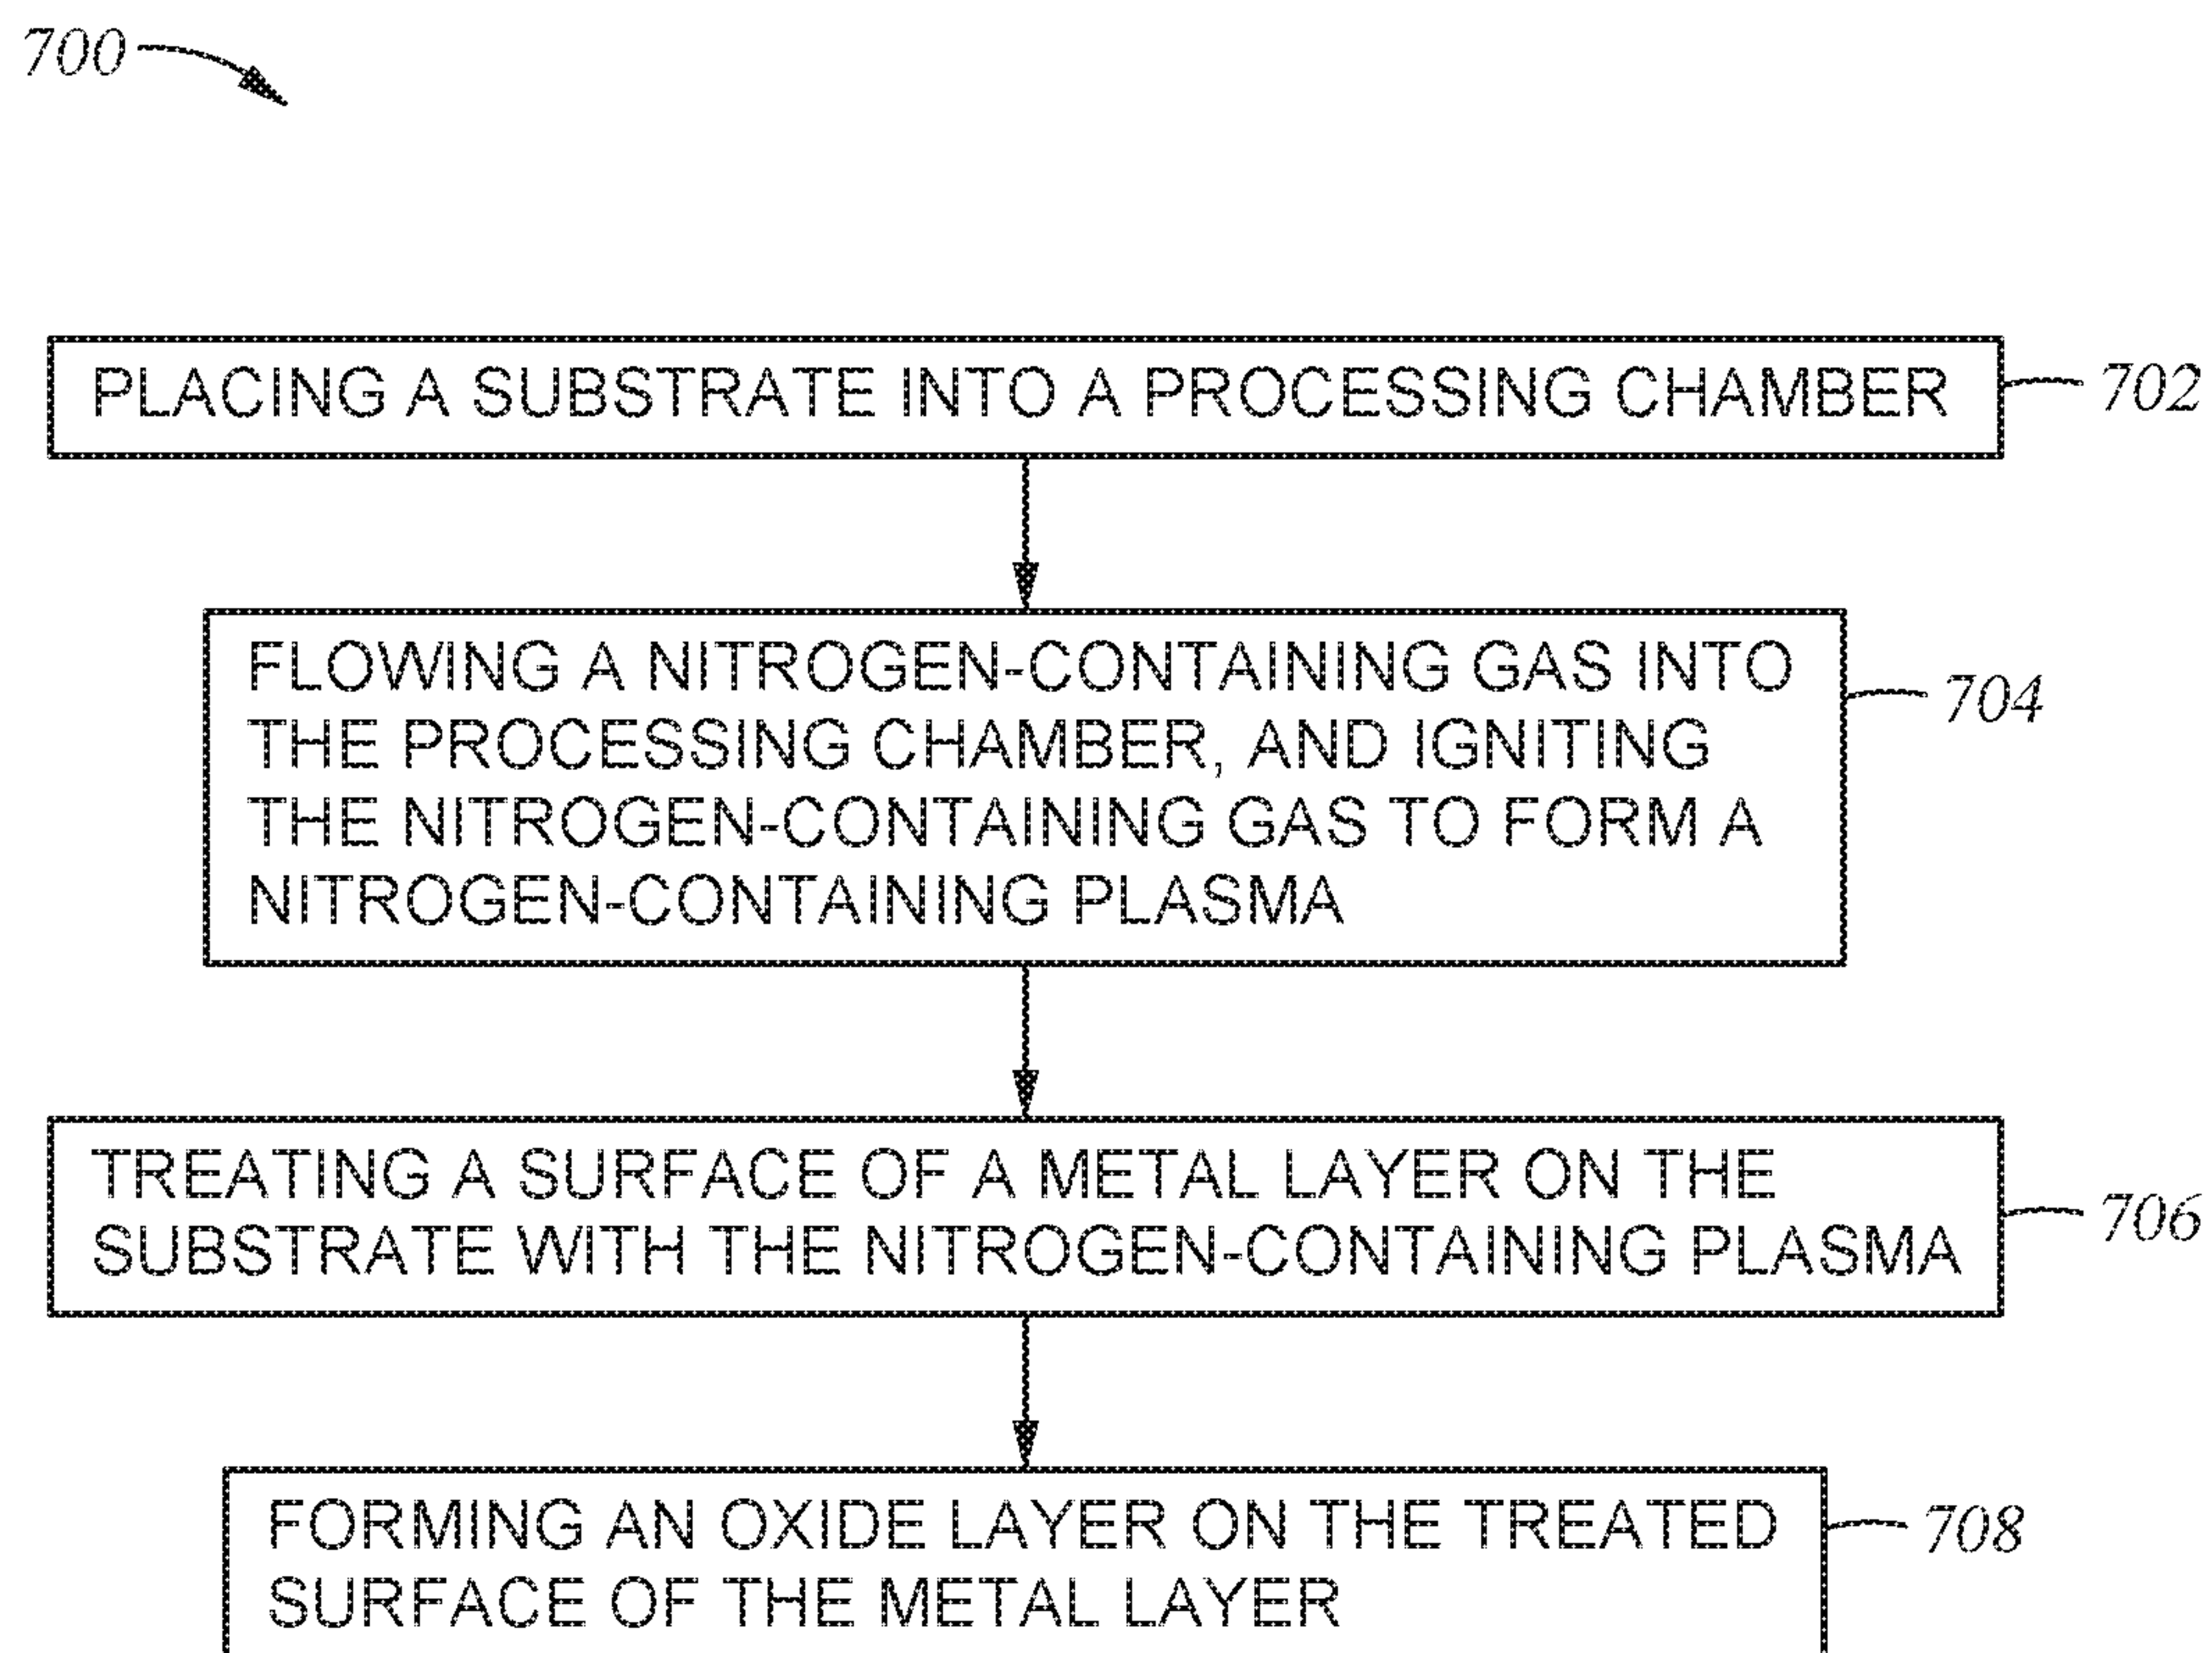 700
PLACING A SUBSTRATE INTO A PROCESSING CHAMBER
702
FLOWING A NITROGEN-CONTAINING GAS INTO
THE PROCESSING CHAMBER, AND IGNITING
THE NITROGEN-CONTAINING GAS TO FORM A
NITROGEN-CONTAINING PLASMA
704
TREATING A SURFACE OF A METAL LAYER ON THE
SUBSTRATE WITH THE NITROGEN-CONTAINING PLASMA
706
FORMING AN OXIDE LAYER ON THE TREATED
SURFACE OF THE METAL LAYER
708